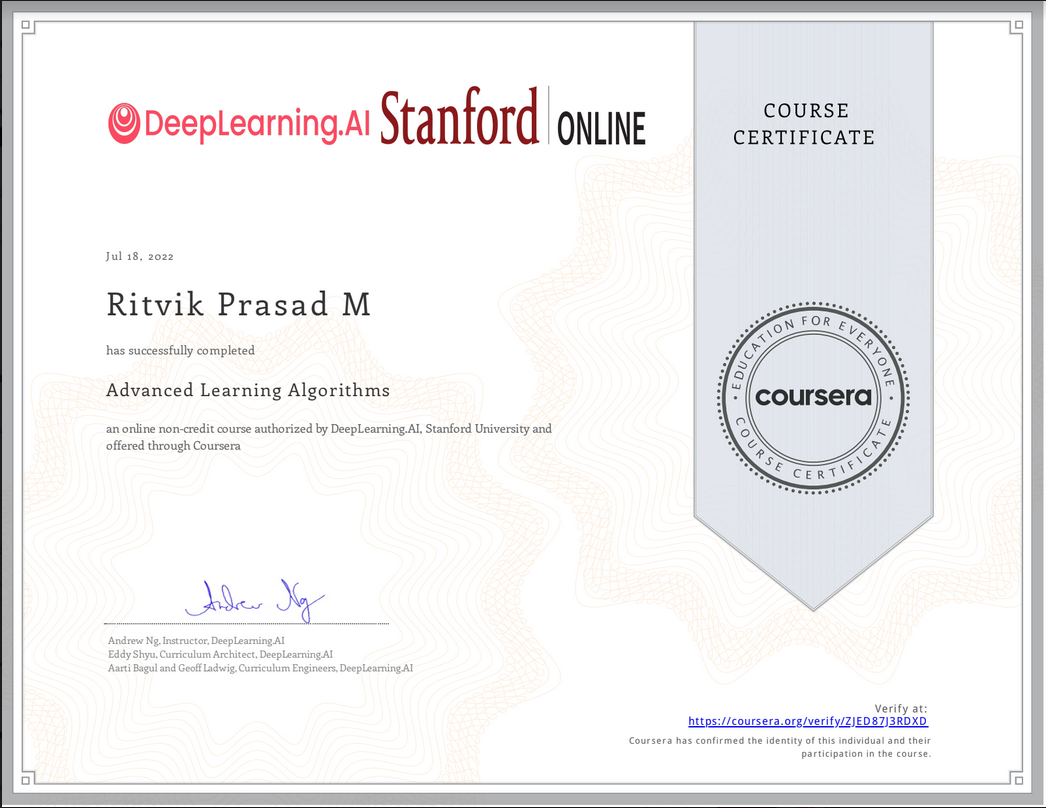 DeepLearning.AI Stanford ONLINE
COURSE
CERTIFICATE
Jul 18, 2022
Ritvik Prasad M
has successfully completed
Advanced Learning Algorithms
an online non-credit course authorized by DeepLearning.AI, Stanford University and
offered through Coursera
EDUCATION FOR EVERYONE
coursera
COURSE CERTIFICATE
Andrew Ng
Andrew Ng, Instructor, DeepLearning.AI
Eddy Shyu, Curriculum Architect, DeepLearning.AI
Aarti Bagul and Geoff Ladwig, Curriculum Engineers, DeepLearning.AI
Verify at:
https://coursera.org/verify/ZJED87J3RDXD
Coursera has confirmed the identity of this individual and their
participation in the course.